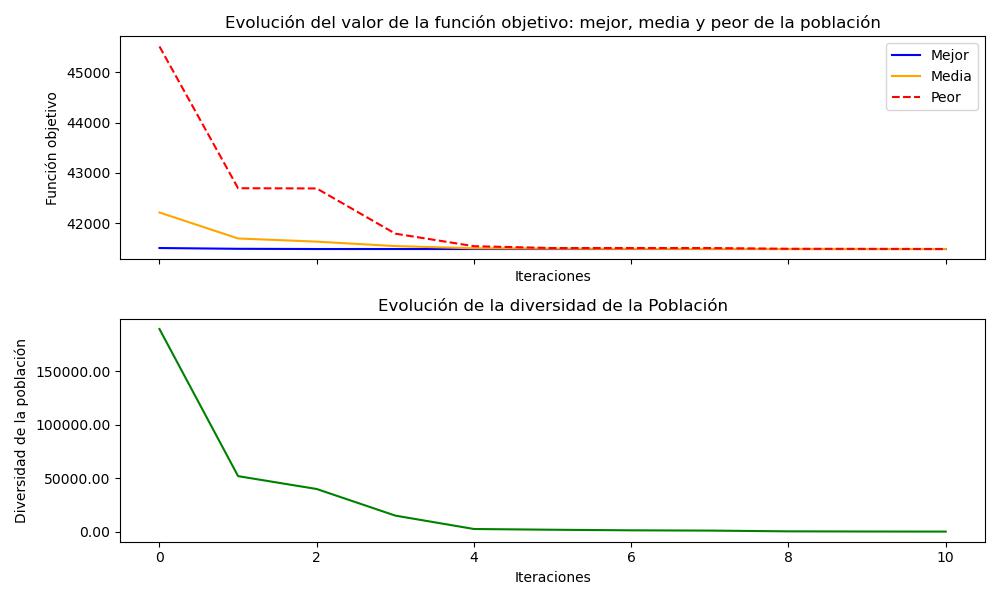 Evolución del valor de la función objetivo: mejor, media y peor de la población
Función objetivo
45000
44000
43000
42000
Mejor
Media
Peor
Iteraciones
Evolución de la diversidad de la Población
Diversidad de la población
150000.00
100000.00
50000.00
0.00
0 2 4 6 8 10
Iteraciones